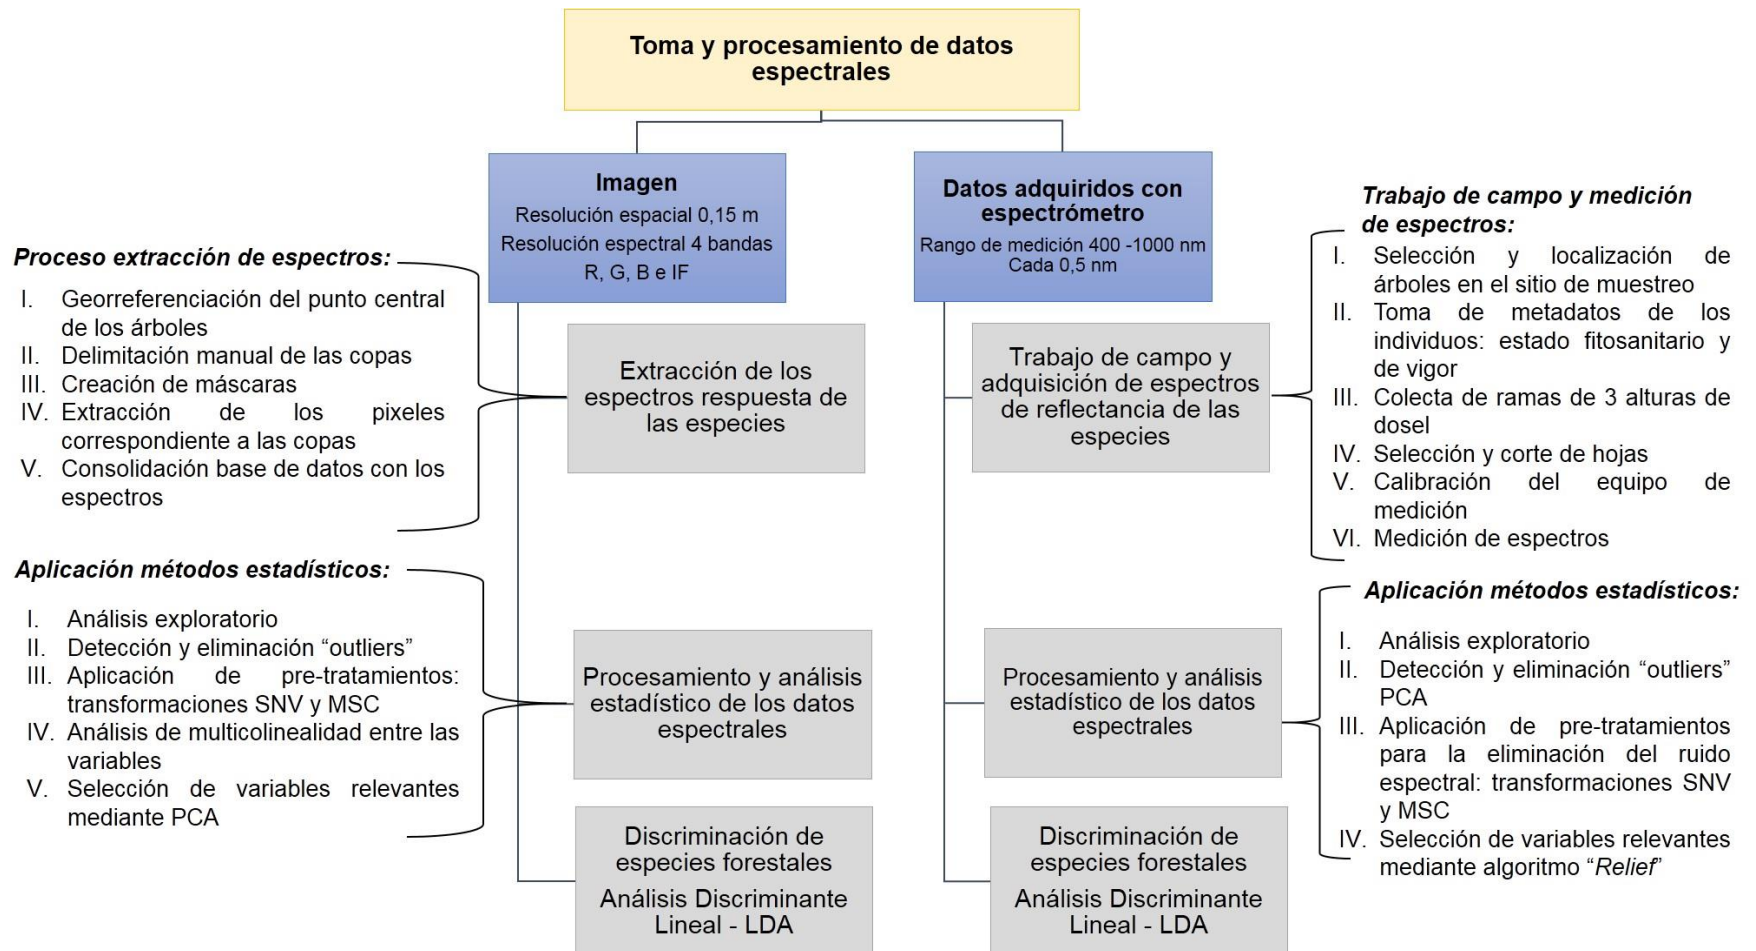 Toma y procesamiento de datos
espectrales
Imagen
Resolución espacial 0,15 m
Resolución espectral 4 bandas
R, G, B e IF
Datos adquiridos con
espectrómetro
Rango de medición 400 -1000 nm
Cada 0,5 nm
Proceso extracción de espectros:
I. Georreferenciación del punto central
de los árboles
II. Delimitación manual de las copas
III. Creación de máscaras
IV. Extracción de los pixeles
correspondiente a las copas
V. Consolidación base de datos con los
espectros
Extracción de los
espectros respuesta de
las especies
Trabajo de campo y
adquisición de espectros
de reflectancia de las
especies
Trabajo de campo y medición
de espectros:
I. Selección y localización de
árboles en el sitio de muestreo
II. Toma de metadatos de los
individuos: estado fitosanitario y
de vigor
III. Colecta de ramas de 3 alturas de
dosel
IV. Selección y corte de hojas
V. Calibración del equipo de
medición
VI. Medición de espectros
Aplicación métodos estadísticos:
I. Análisis exploratorio
II. Detección y eliminación “outliers”
III. Aplicación de pre-tratamientos:
transformaciones SNV y MSC
IV. Análisis de multicolinealidad entre las
variables
V. Selección de variables relevantes
mediante PCA
Procesamiento y análisis
estadístico de los datos
espectrales
Procesamiento y análisis
estadístico de los datos
espectrales
Aplicación métodos estadísticos:
I. Análisis exploratorio
II. Detección y eliminación “outliers”
PCA
III. Aplicación de pre-tratamientos
para la eliminación del ruido
espectral: transformaciones SNV
y MSC
IV. Selección de variables relevantes
mediante algoritmo “Relief”
Discriminación de
especies forestales
Análisis Discriminante
Lineal - LDA
Discriminación de
especies forestales
Análisis Discriminante
Lineal - LDA